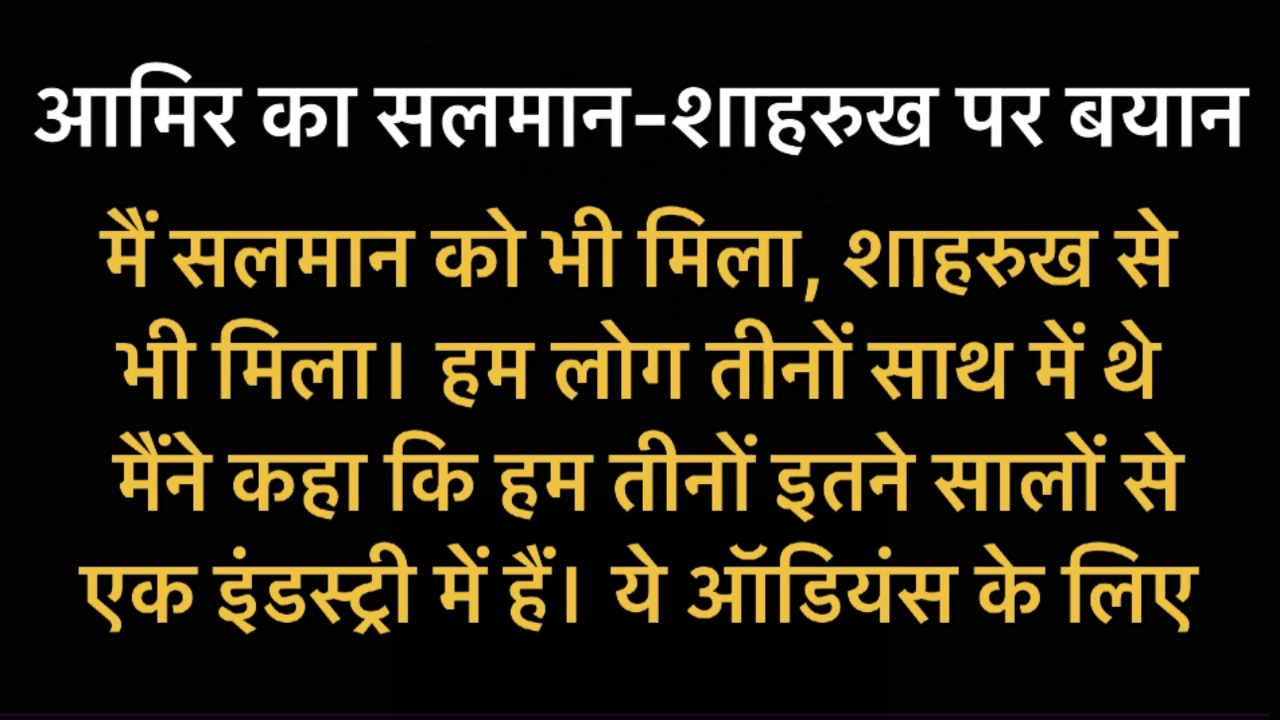 आमिर का सलमान-शाहरुख पर बयान
मैं सलमान को भी मिला, शाहरुख से
भी मिला। हम लोग तीनों साथ में थे
मैंने कहा कि हम तीनों इतने सालों से
एक इंडस्ट्री में हैं। ये ऑडियंस के लिए